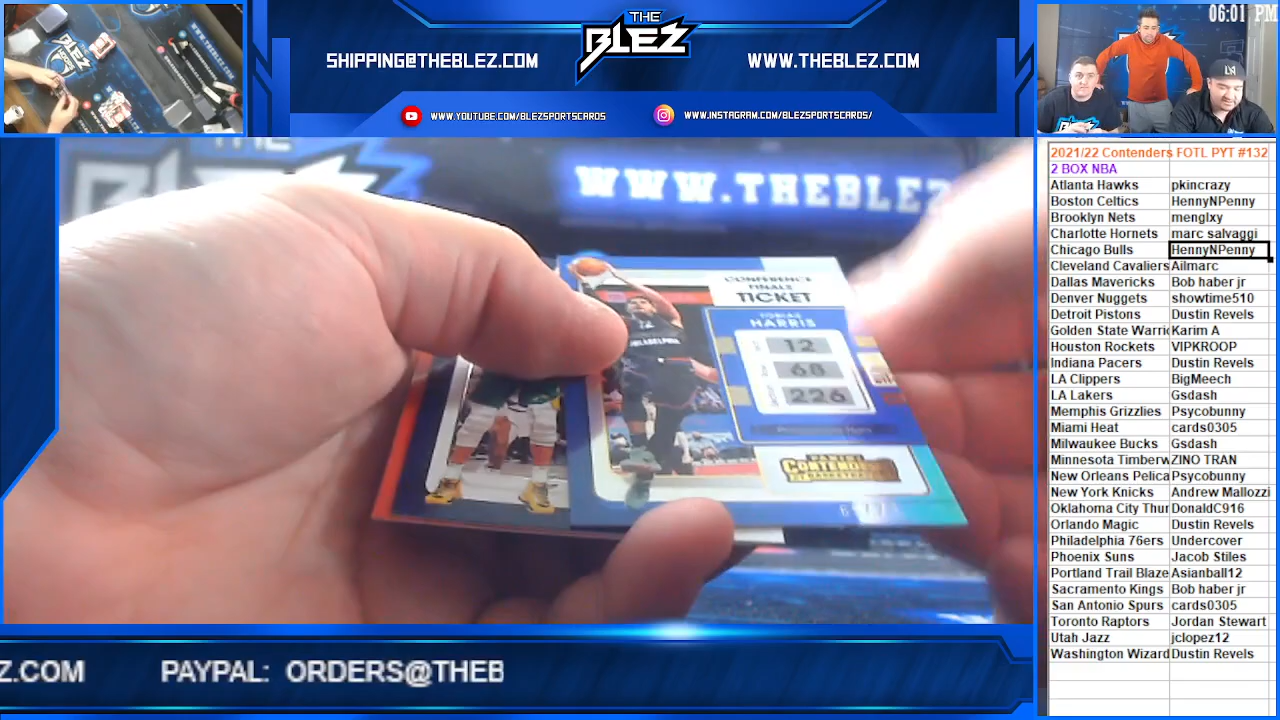 THE
BLEZ
SHIPPING@THEBLEZ.COM
WWW.THEBLEZ.COM
WWW.YOUTUBE.COM/BLEZSPORTSCARDS
WWW.INSTAGRAM.COM/BLEZSPORTSCARDS/
06:01 PM
WWW.THEBLEZ
CONFERENCE
FINALS
TICKET
TOBIAS
HARRIS
12
68
226
PHILADELPHIA
PANINI
CONTENDERS
2021/22 Contenders FOTL PYT #132
2 BOX NBA
Atlanta Hawks pkincrazy
Boston Celtics HennyNPenny
Brooklyn Nets menglxy
Charlotte Hornets marc salvaggi
Chicago Bulls HennyNPenny
Cleveland Cavaliers Ailmarc
Dallas Mavericks Bob haber jr
Denver Nuggets showtime510
Detroit Pistons Dustin Revels
Golden State Warri Karim A
Houston Rockets VIPKROOP
Indiana Pacers Dustin Revels
LA Clippers BigMeech
LA Lakers Gsdash
Memphis Grizzlies Psycobunny
Miami Heat cards0305
Milwaukee Bucks Gsdash
Minnesota Timberw ZINO TRAN
New Orleans Pelica Psycobunny
New York Knicks Andrew Mallozzi
Oklahoma City Thun DonaldC916
Orlando Magic Dustin Revels
Philadelphia 76ers Undercover
Phoenix Suns Jacob Stiles
Portland Trail Blaze Asianball12
Sacramento Kings Bob haber jr
San Antonio Spurs cards0305
Toronto Raptors Jordan Stewart
Utah Jazz jclopez12
Washington Wizard Dustin Revels
Z.COM PAYPAL: ORDERS@THEB